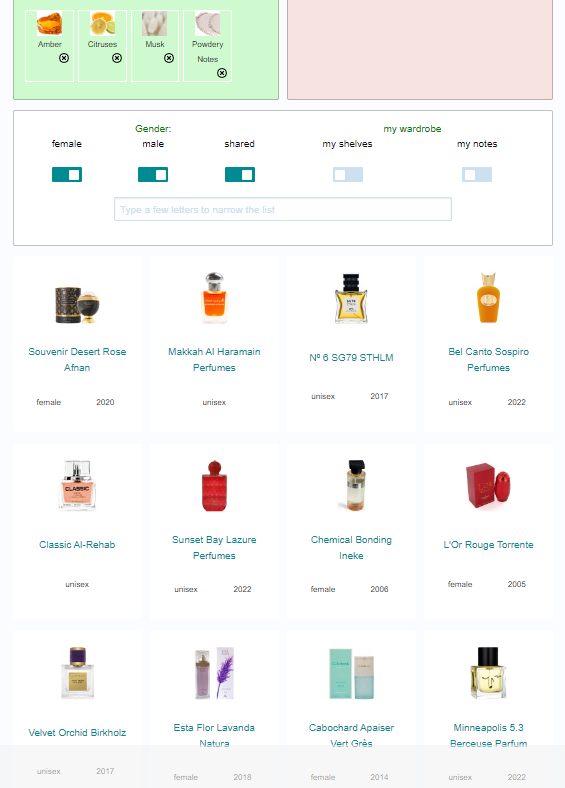 Amber
Citruses
Musk
Powdery
Notes
Gender:
my wardrobe
female
male
shared
my shelves
my notes
Type a few letters to narrow the list
Souvenir Desert Rose
Afnan
female 2020
Makkah Al Haramain
Perfumes
unisex
Nº 6 SG79 STHLM
unisex 2017
Bel Canto Sospiro
Perfumes
unisex 2022
CLASSIC
Classic Al-Rehab
unisex
Sunset Bay Lazure
Perfumes
unisex 2022
Chemical Bonding
Ineke
female 2006
L'Or Rouge Torrente
female 2005
Velvet Orchid Birkholz
unisex 2017
Esta Flor Lavanda
Natura
female 2018
Cabochard Apaiser
Vert Grès
female 2014
Minneapolis 5.3
Berceuse Parfum
unisex 2022